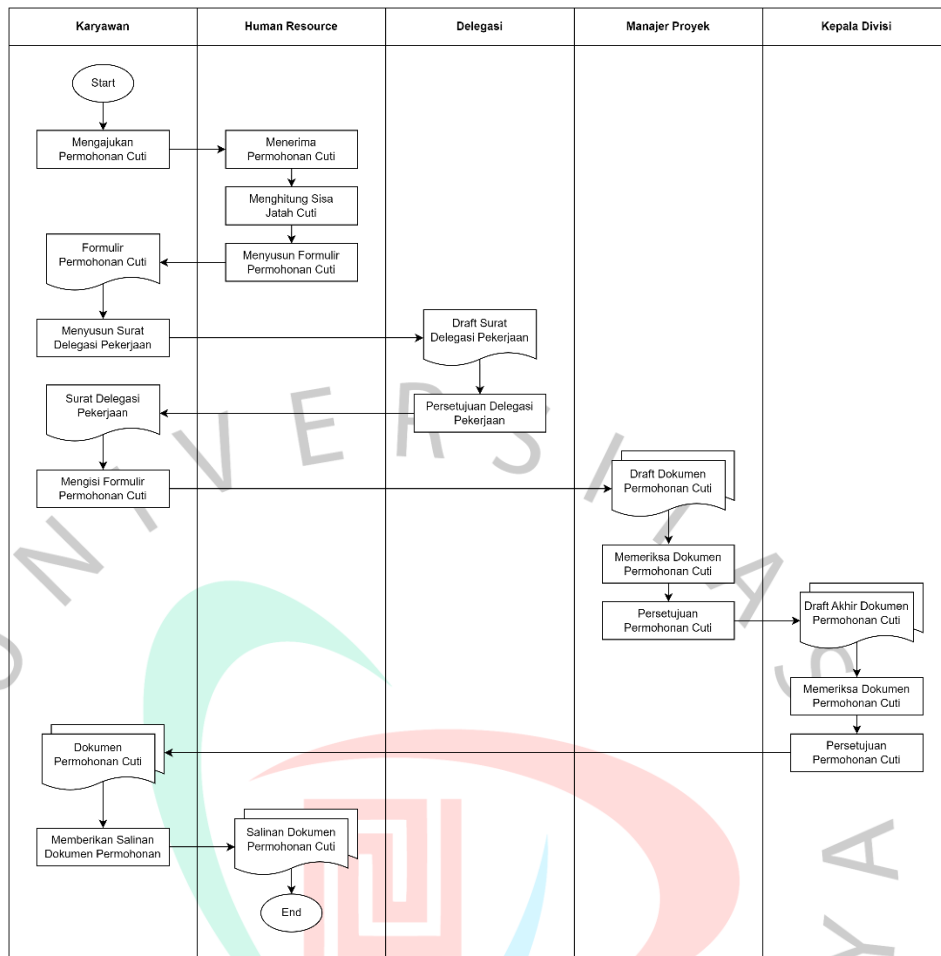 Karyawan
Human Resource
Delegasi
Manajer Proyek
Kepala Divisi
Start
Mengajukan
Permohonan Cuti
Menerima
Permohonan Cuti
Menghitung Sisa
Jatah Cuti
Menyusun Formulir
Permohonan Cuti
Formulir
Permohonan Cuti
Menyusun Surat
Delegasi Pekerjaan
Draft Surat
Delegasi Pekerjaan
Persetujuan Delegasi
Pekerjaan
Surat Delegasi
Pekerjaan
Mengisi Formulir
Permohonan Cuti
Draft Dokumen
Permohonan Cuti
Memeriksa Dokumen
Permohonan Cuti
Persetujuan
Permohonan Cuti
Draft Akhir Dokumen
Permohonan Cuti
Memeriksa Dokumen
Permohonan Cuti
Persetujuan
Permohonan Cuti
Dokumen
Permohonan Cuti
Memberikan Salinan
Dokumen Permohonan
Salinan Dokumen
Permohonan Cuti
End
UNIVERSITAS
YA